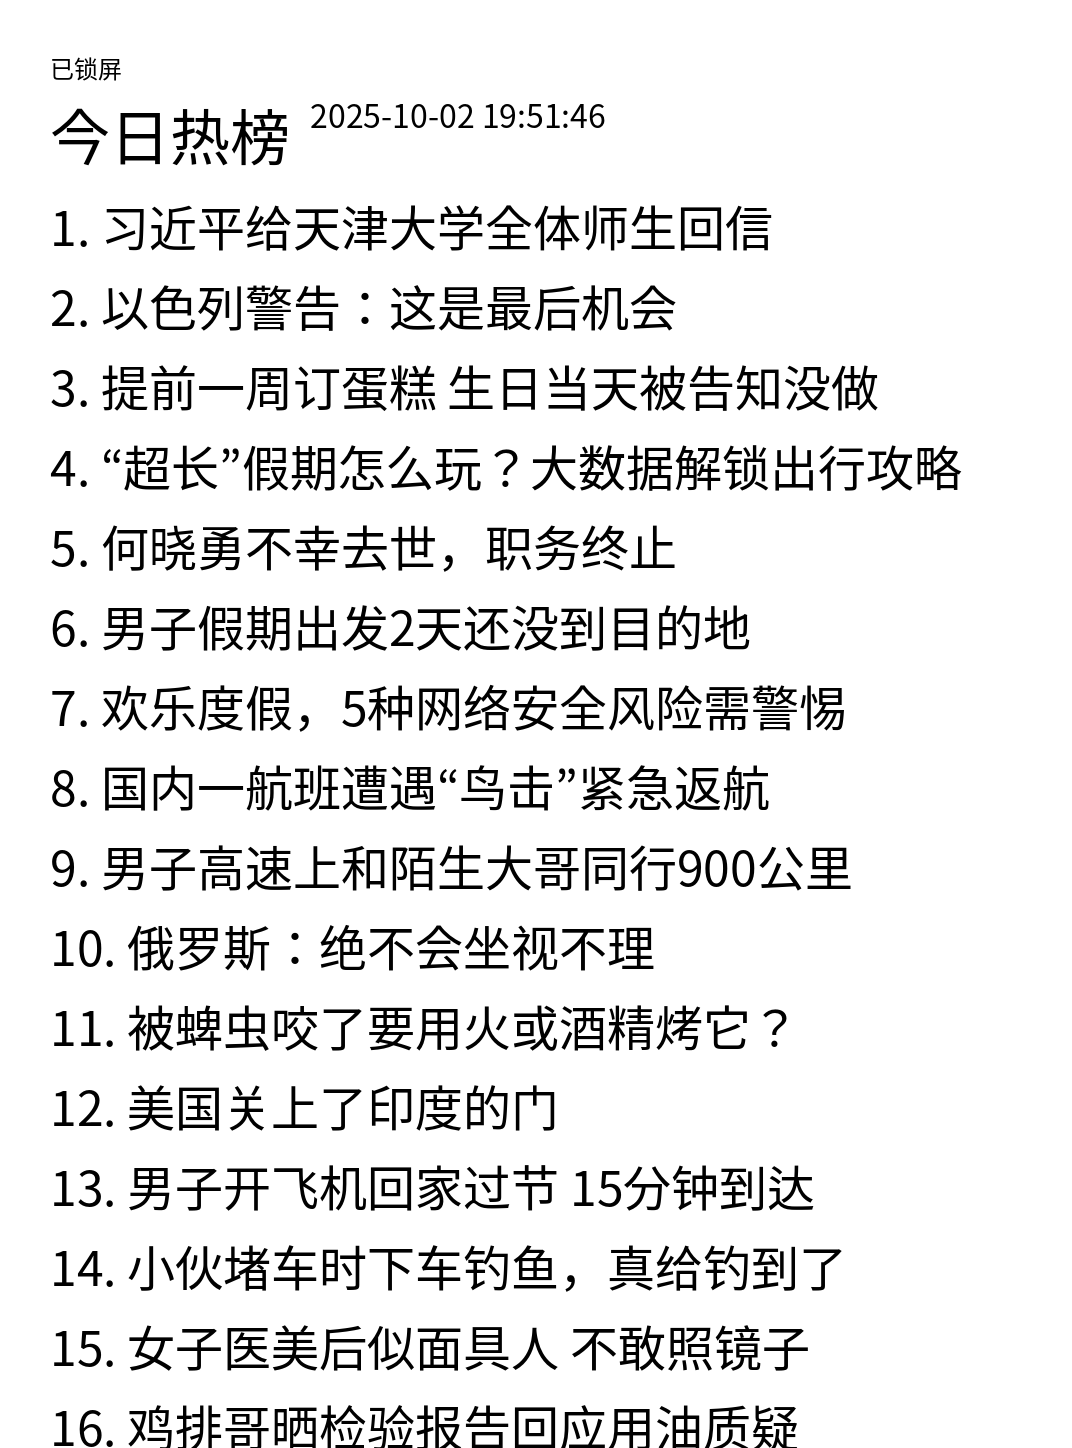 已锁屏
今日热榜 2025-10-02 19:51:46
1. 习近平给天津大学全体师生回信
2. 以色列警告：这是最后机会
3. 提前一周订蛋糕 生日当天被告知没做
4. “超长”假期怎么玩？大数据解锁出行攻略
5. 何晓勇不幸去世，职务终止
6. 男子假期出发2天还没到目的地
7. 欢乐度假，5种网络安全风险需警惕
8. 国内一航班遭遇“鸟击”紧急返航
9. 男子高速上和陌生大哥同行900公里
10. 俄罗斯：绝不会坐视不理
11. 被蜱虫咬了要用火或酒精烤它？
12. 美国关上了印度的门
13. 男子开飞机回家过节 15分钟到达
14. 小伙堵车时下车钓鱼，真给钓到了
15. 女子医美后似面具人 不敢照镜子
16. 鸡排哥晒检验报告回应用油质疑